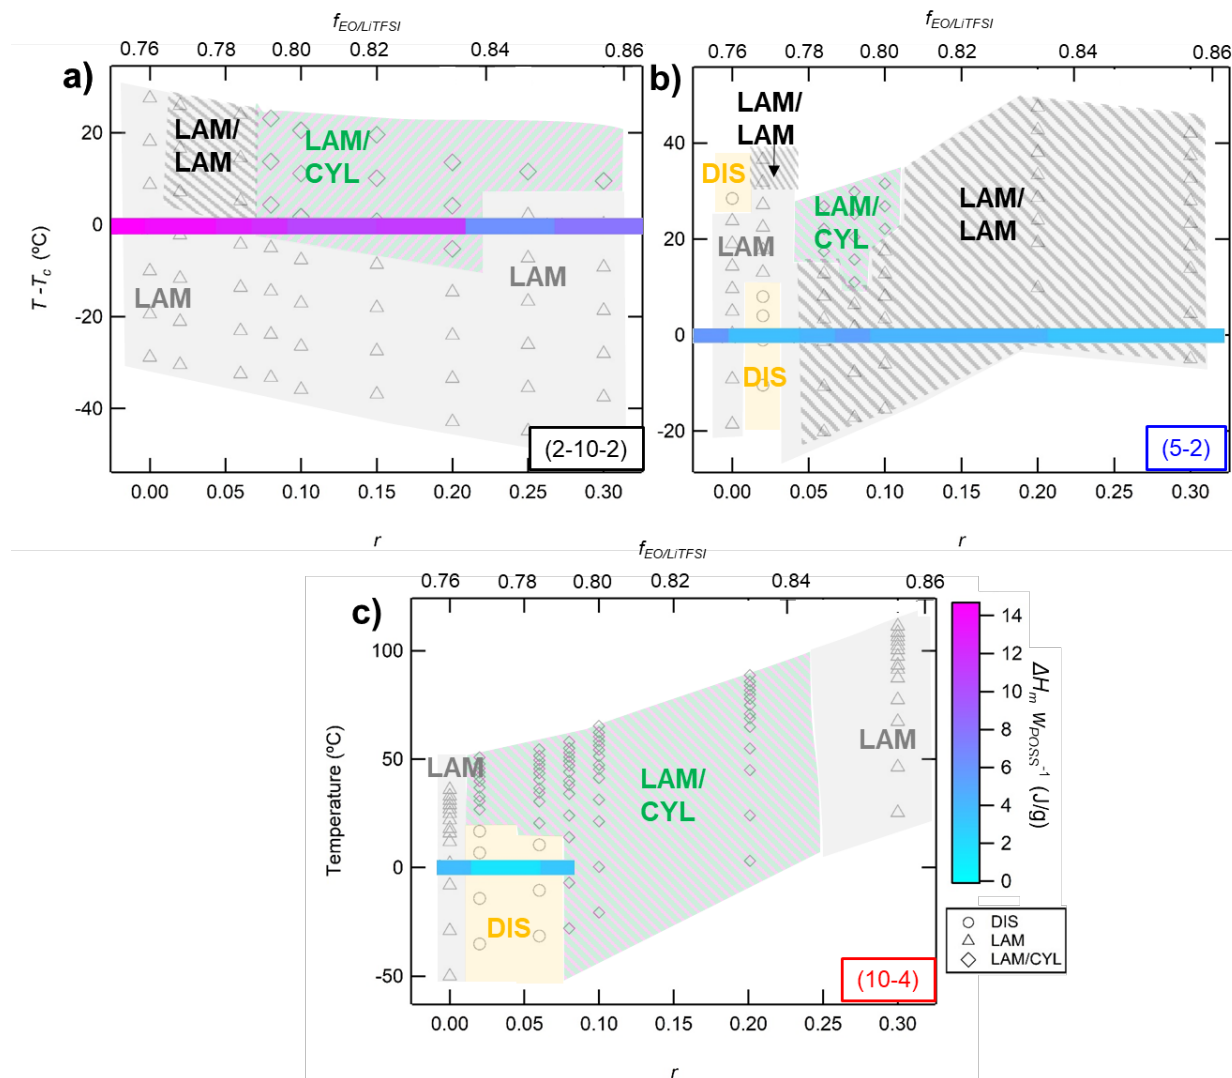 f_EO/LiTFSI
0.76 0.78 0.80 0.82 0.84 0.86
a)
LAM/
LAM
LAM/
CYL
LAM
LAM
20
0
-20
-40
T -T_c (ºC)
(2-10-2)
0.00 0.05 0.10 0.15 0.20 0.25 0.30
r
f_EO/LiTFSI
0.76 0.78 0.80 0.82 0.84 0.86
b)
LAM/
LAM
DIS
LAM
LAM/
CYL
LAM/
LAM
DIS
40
20
0
-20
(5-2)
0.00 0.05 0.10 0.15 0.20 0.25 0.30
r
f_EO/LiTFSI
0.76 0.78 0.80 0.82 0.84 0.86
c)
LAM
LAM/
CYL
LAM
DIS
100
50
0
-50
Temperature (ºC)
(10-4)
0.00 0.05 0.10 0.15 0.20 0.25 0.30
r
14
12
10
8
6
4
2
0
ΔH_m w_POSS^-1 (J/g)
DIS
LAM
LAM/CYL